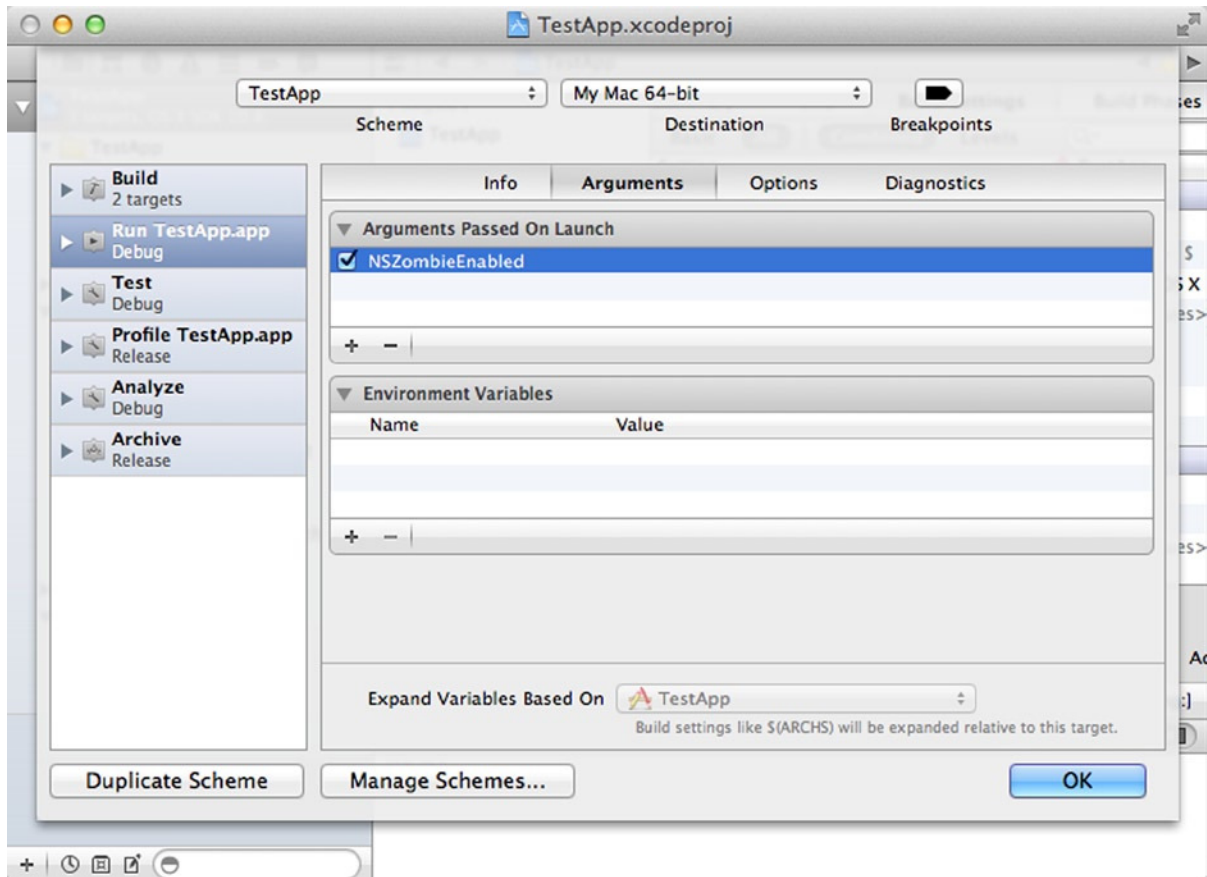 TestApp.xcodeproj
TestApp My Mac 64-bit
Scheme Destination Breakpoints
Build
2 targets
Run TestApp.app
Debug
Test
Debug
Profile TestApp.app
Release
Analyze
Debug
Archive
Release
Info Arguments Options Diagnostics
Arguments Passed On Launch
NSZombieEnabled
+ −
Environment Variables
Name Value
+ −
Expand Variables Based On TestApp
Build settings like $(ARCHS) will be expanded relative to this target.
Duplicate Scheme Manage Schemes... OK